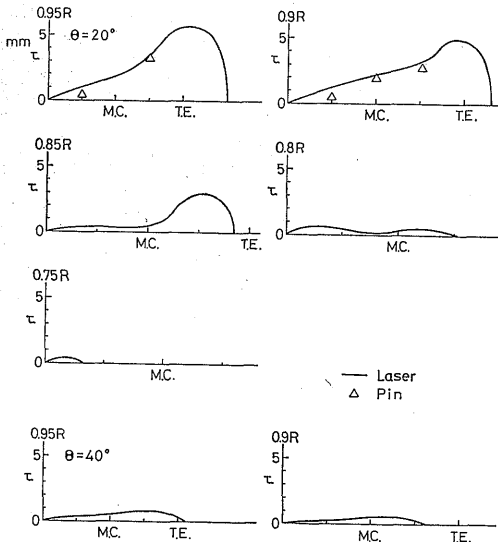 0.95R
mm
5
τ
θ=20°
0
M.C.
T.E.
0.9R
5
τ
0
M.C.
T.E.
0.85R
5
τ
0
M.C.
T.E.
0.8R
5
τ
0
M.C.
0.75R
5
τ
0
M.C.
Laser
Pin
0.95R
5
τ
θ=40°
0
M.C.
T.E.
0.9R
5
τ
0
M.C.
T.E.